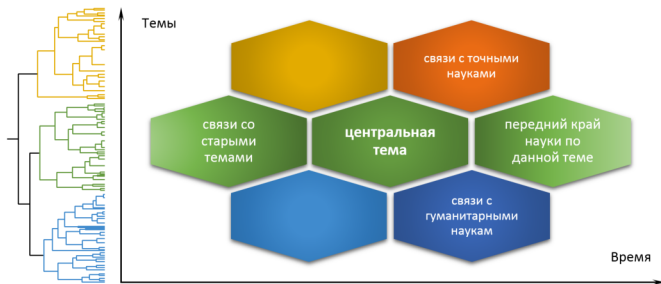 Темы
связи с точными
науками
связи со
старыми
темами
центральная
тема
передний край
науки по
данной теме
связи с
гуманитарными
наукам
Время